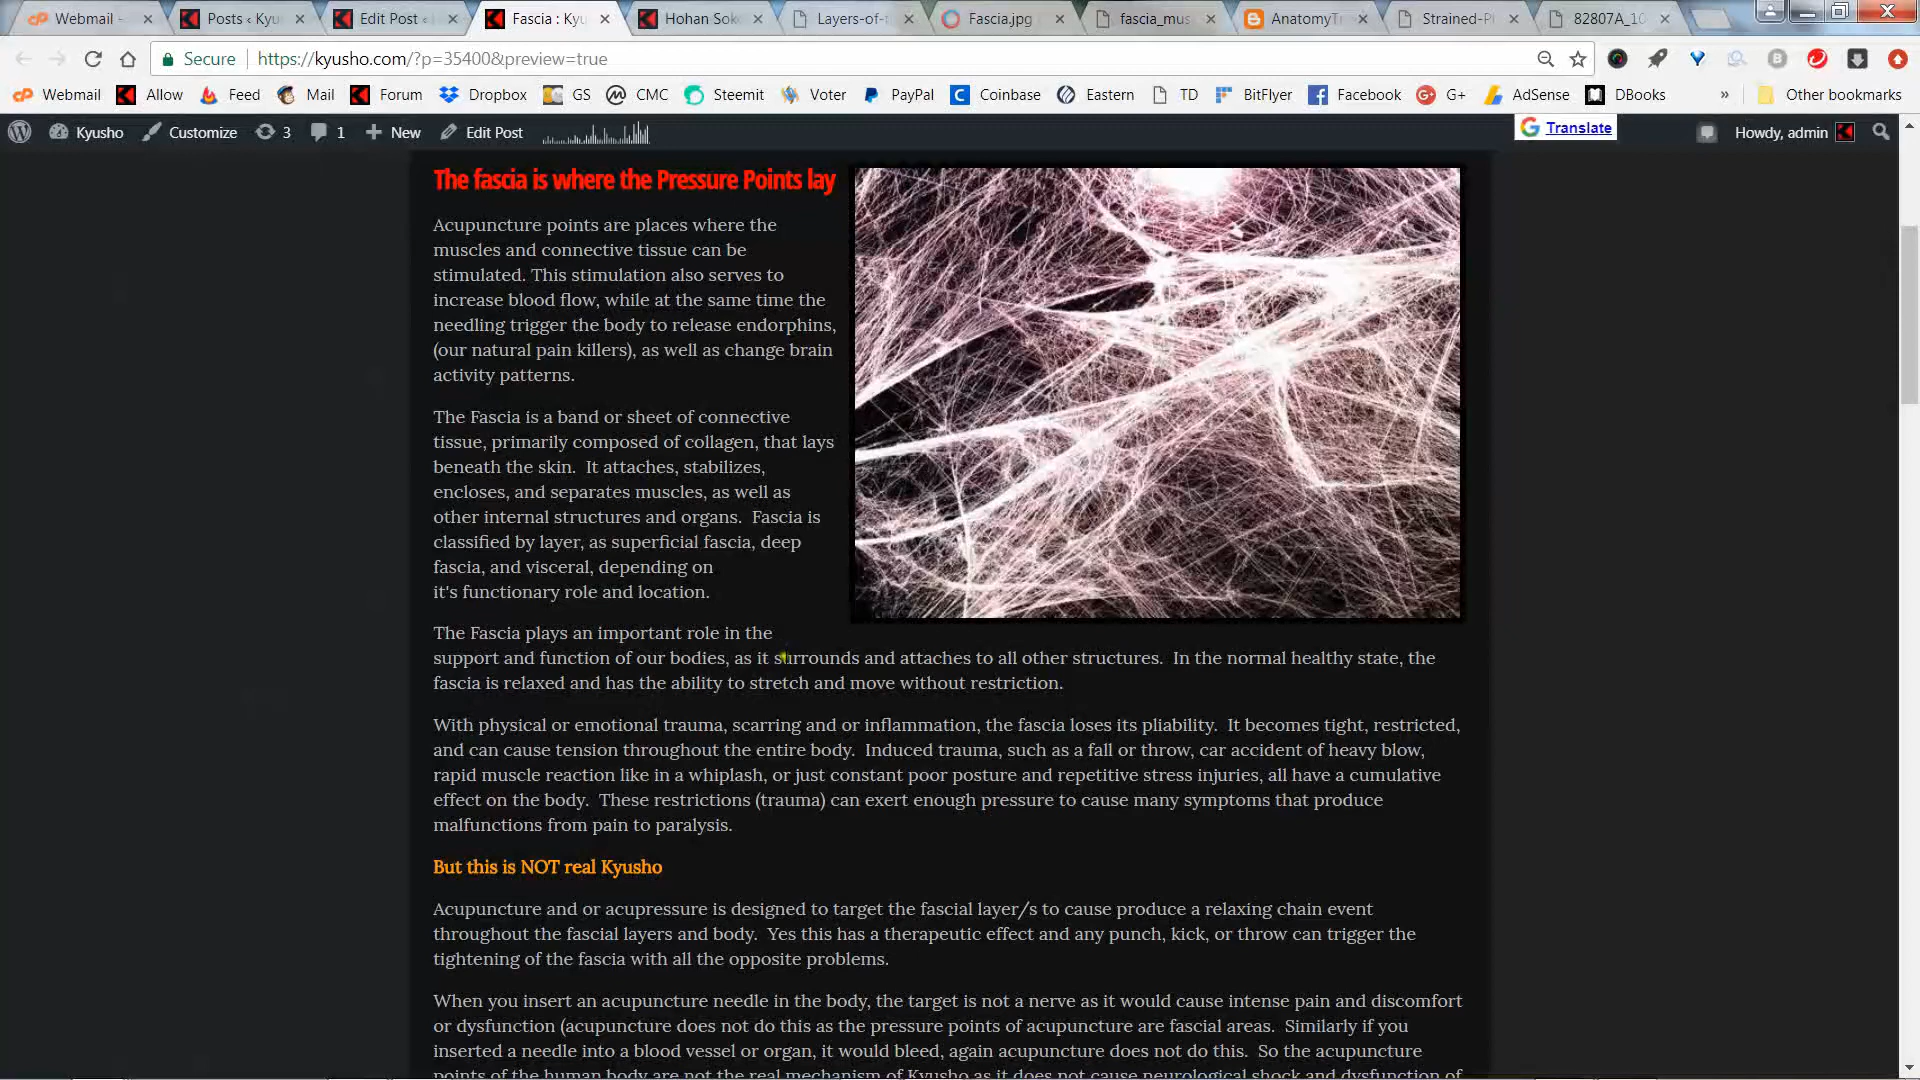 Webmail -
Posts ‹ Kyu
Edit Post ‹
Fascia : Kyu
Hohan Sok
Layers-of-
Fascia.jpg
fascia_mus
AnatomyTr
Strained-P
82807A_10
Secure https://kyusho.com/?p=35400&preview=true
Webmail Allow Feed Mail Forum Dropbox GS CMC Steemit Voter PayPal Coinbase Eastern TD BitFlyer Facebook G+ AdSense DBooks » Other bookmarks
Kyusho Customize 3 1 New Edit Post Translate Howdy, admin
The fascia is where the Pressure Points lay
Acupuncture points are places where the
muscles and connective tissue can be
stimulated. This stimulation also serves to
increase blood flow, while at the same time the
needling trigger the body to release endorphins,
(our natural pain killers), as well as change brain
activity patterns.
The Fascia is a band or sheet of connective
tissue, primarily composed of collagen, that lays
beneath the skin.  It attaches, stabilizes,
encloses, and separates muscles, as well as
other internal structures and organs.  Fascia is
classified by layer, as superficial fascia, deep
fascia, and visceral, depending on
it's functionary role and location.
The Fascia plays an important role in the
support and function of our bodies, as it surrounds and attaches to all other structures.  In the normal healthy state, the
fascia is relaxed and has the ability to stretch and move without restriction.
With physical or emotional trauma, scarring and or inflammation, the fascia loses its pliability.  It becomes tight, restricted,
and can cause tension throughout the entire body.  Induced trauma, such as a fall or throw, car accident of heavy blow,
rapid muscle reaction like in a whiplash, or just constant poor posture and repetitive stress injuries, all have a cumulative
effect on the body.  These restrictions (trauma) can exert enough pressure to cause many symptoms that produce
malfunctions from pain to paralysis.
But this is NOT real Kyusho
Acupuncture and or acupressure is designed to target the fascial layer/s to cause produce a relaxing chain event
throughout the fascial layers and body.  Yes this has a therapeutic effect and any punch, kick, or throw can trigger the
tightening of the fascia with all the opposite problems.
When you insert an acupuncture needle in the body, the target is not a nerve as it would cause intense pain and discomfort
or dysfunction (acupuncture does not do this as the pressure points of acupuncture are fascial areas.  Similarly if you
inserted a needle into a blood vessel or organ, it would bleed, again acupuncture does not do this.  So the acupuncture
points of the human body are not the real mechanism of Kyusho as it does not cause neurological shock and dysfunction of